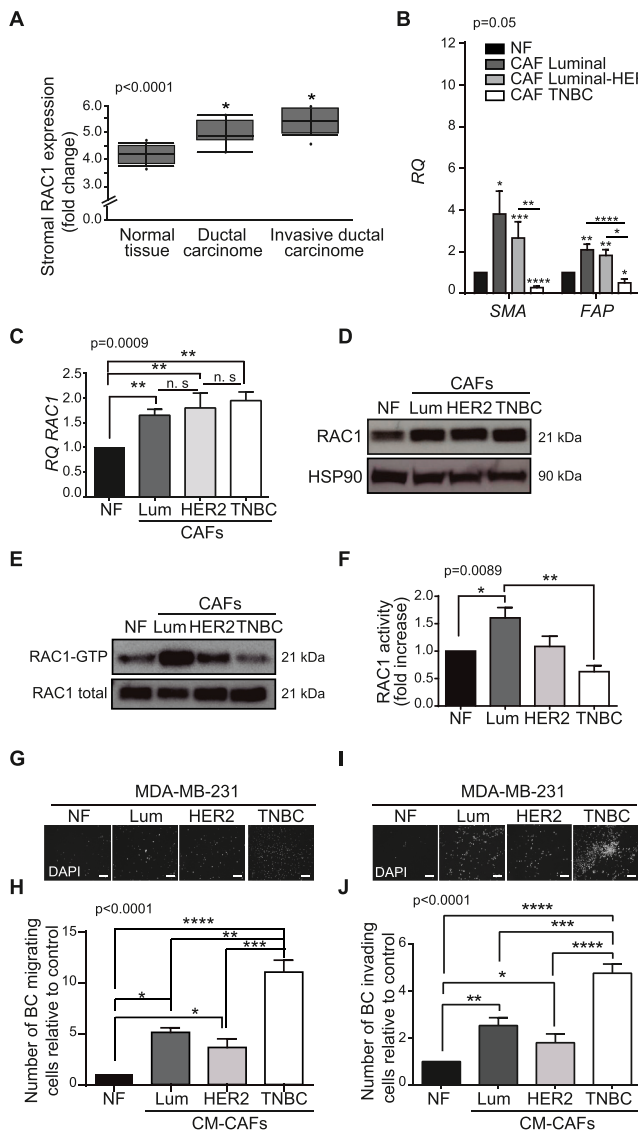 A
p<0.0001
Stromal RAC1 expression
(fold change)
6.0
5.0
4.0
3.0
0.0
*
*
Normal
tissue
Ductal
carcinome
Invasive ductal
carcinome
B
p=0.05
NF
CAF Luminal
CAF Luminal-HER
CAF TNBC
RQ
12
8
4
2
0
*
***
**
****
**
**
****
*
*
SMA
FAP
C
p=0.0009
RQ RAC1
2.5
2.0
1.5
1.0
0.0
**
**
**
n. s
n. s
NF
Lum
HER2
TNBC
CAFs
D
CAFs
NF
Lum
HER2
TNBC
RAC1
21 kDa
HSP90
90 kDa
E
CAFs
NF
Lum
HER2
TNBC
RAC1-GTP
21 kDa
RAC1 total
21 kDa
F
p=0.0089
RAC1 activity
(fold increase)
2.0
1.5
1.0
0.5
0.0
*
**
NF
Lum
HER2
TNBC
G
MDA-MB-231
NF
Lum
HER2
TNBC
DAPI
H
p<0.0001
Number of BC migrating
cells relative to control
15
10
5
0
****
**
***
*
*
NF
Lum
HER2
TNBC
CM-CAFs
I
MDA-MB-231
NF
Lum
HER2
TNBC
DAPI
J
p<0.0001
Number of BC invading
cells relative to control
6
4
2
0
****
***
****
*
**
NF
Lum
HER2
TNBC
CM-CAFs